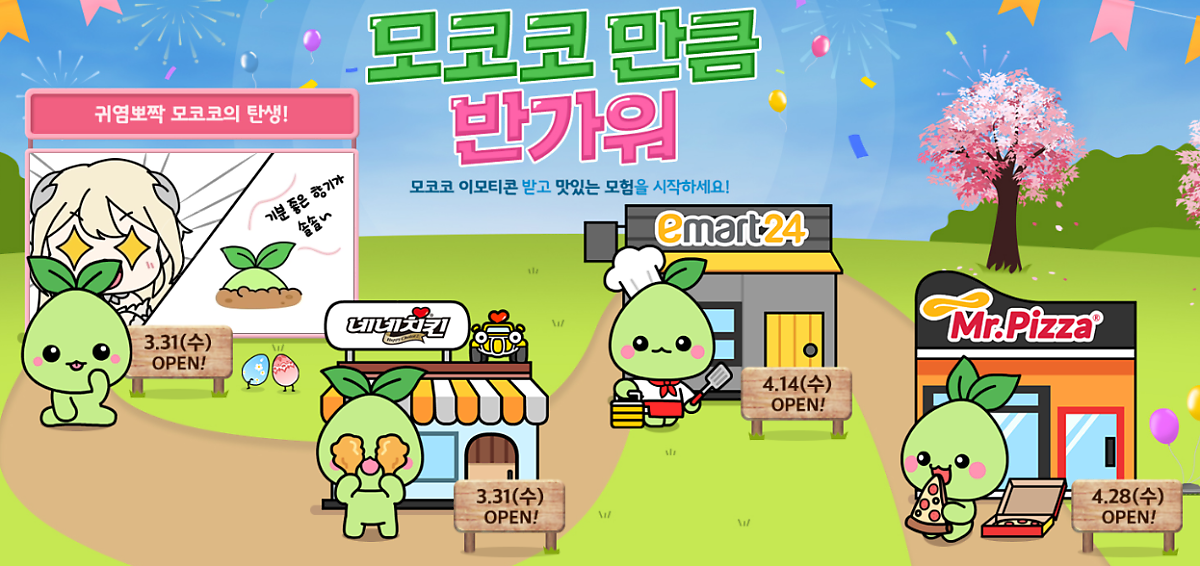 모코코 만큼
반가워
모코코 이모티콘 받고 맛있는 모험을 시작하세요!
귀염뽀짝 모코코의 탄생!
기분 좋은 향기가
솔솔~
3.31(수)
OPEN!
네네치킨
3.31(수)
OPEN!
emart24
4.14(수)
OPEN!
Mr.Pizza®
4.28(수)
OPEN!